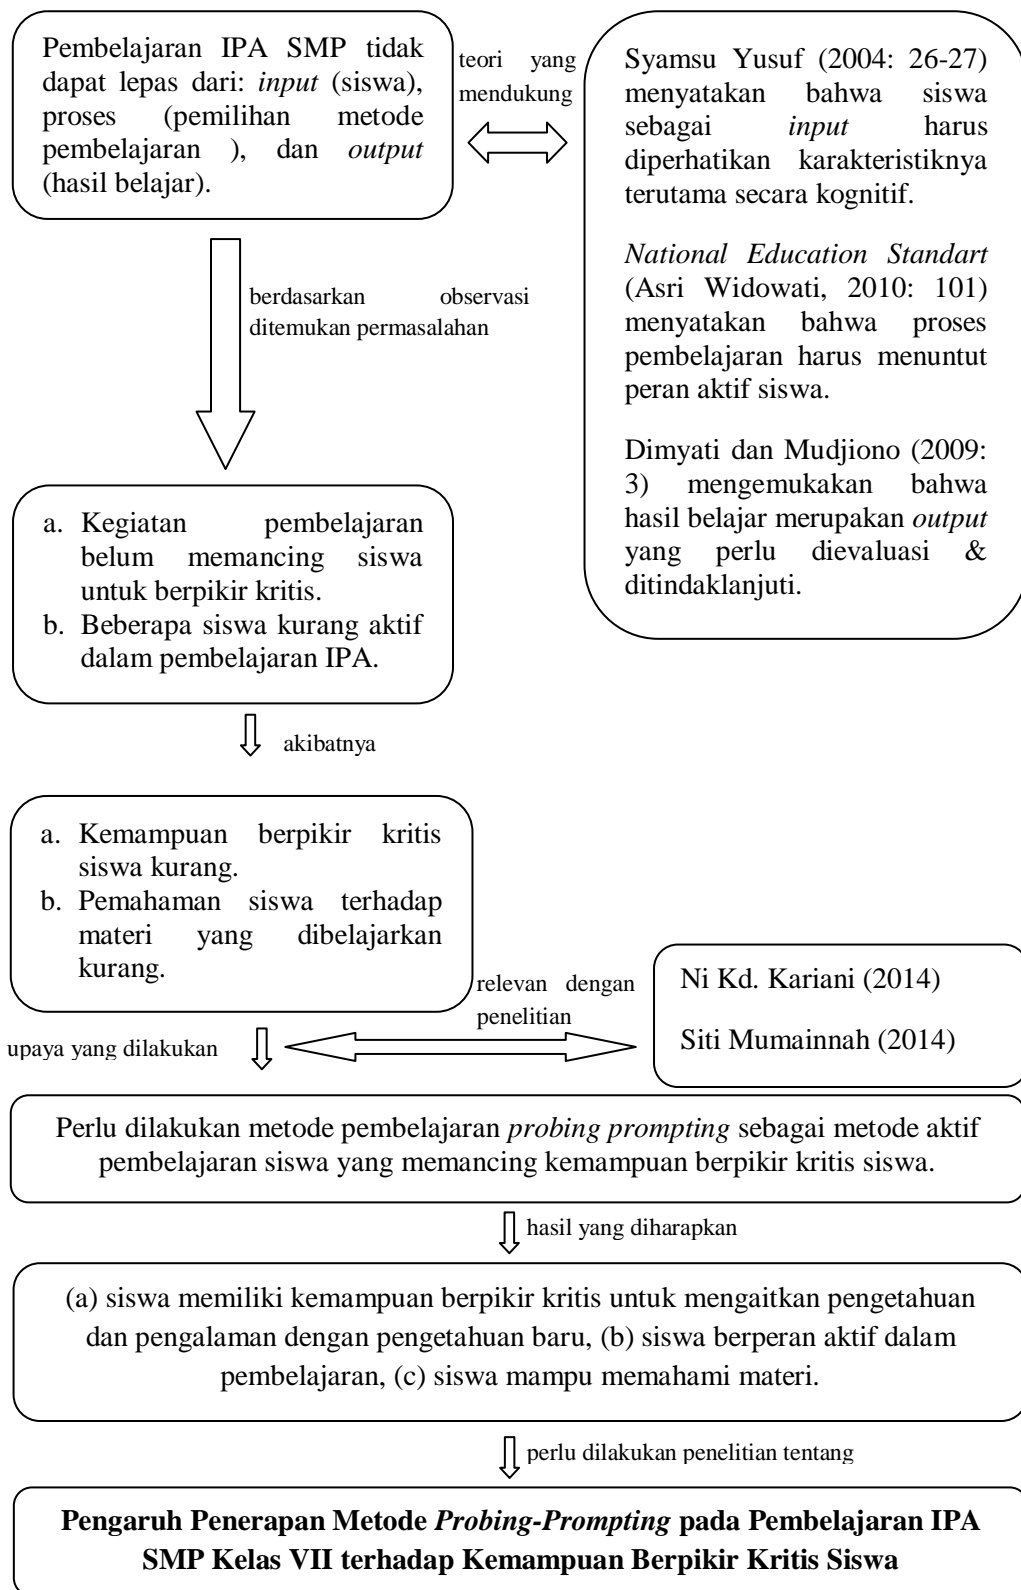 Pembelajaran IPA SMP tidak
dapat lepas dari: input (siswa),
proses (pemilihan metode
pembelajaran ), dan output
(hasil belajar).
teori yang
mendukung
Syamsu Yusuf (2004: 26-27)
menyatakan bahwa siswa
sebagai input harus
diperhatikan karakteristiknya
terutama secara kognitif.
National Education Standart
(Asri Widowati, 2010: 101)
menyatakan bahwa proses
pembelajaran harus menuntut
peran aktif siswa.
Dimyati dan Mudjiono (2009:
3) mengemukakan bahwa
hasil belajar merupakan output
yang perlu dievaluasi &
ditindaklanjuti.
berdasarkan observasi
ditemukan permasalahan
a. Kegiatan pembelajaran
belum memancing siswa
untuk berpikir kritis.
b. Beberapa siswa kurang aktif
dalam pembelajaran IPA.
akibatnya
a. Kemampuan berpikir kritis
siswa kurang.
b. Pemahaman siswa terhadap
materi yang dibelajarkan
kurang.
relevan dengan
penelitian
Ni Kd. Kariani (2014)
Siti Mumainnah (2014)
upaya yang dilakukan
Perlu dilakukan metode pembelajaran probing prompting sebagai metode aktif
pembelajaran siswa yang memancing kemampuan berpikir kritis siswa.
hasil yang diharapkan
(a) siswa memiliki kemampuan berpikir kritis untuk mengaitkan pengetahuan
dan pengalaman dengan pengetahuan baru, (b) siswa berperan aktif dalam
pembelajaran, (c) siswa mampu memahami materi.
perlu dilakukan penelitian tentang
Pengaruh Penerapan Metode Probing-Prompting pada Pembelajaran IPA
SMP Kelas VII terhadap Kemampuan Berpikir Kritis Siswa